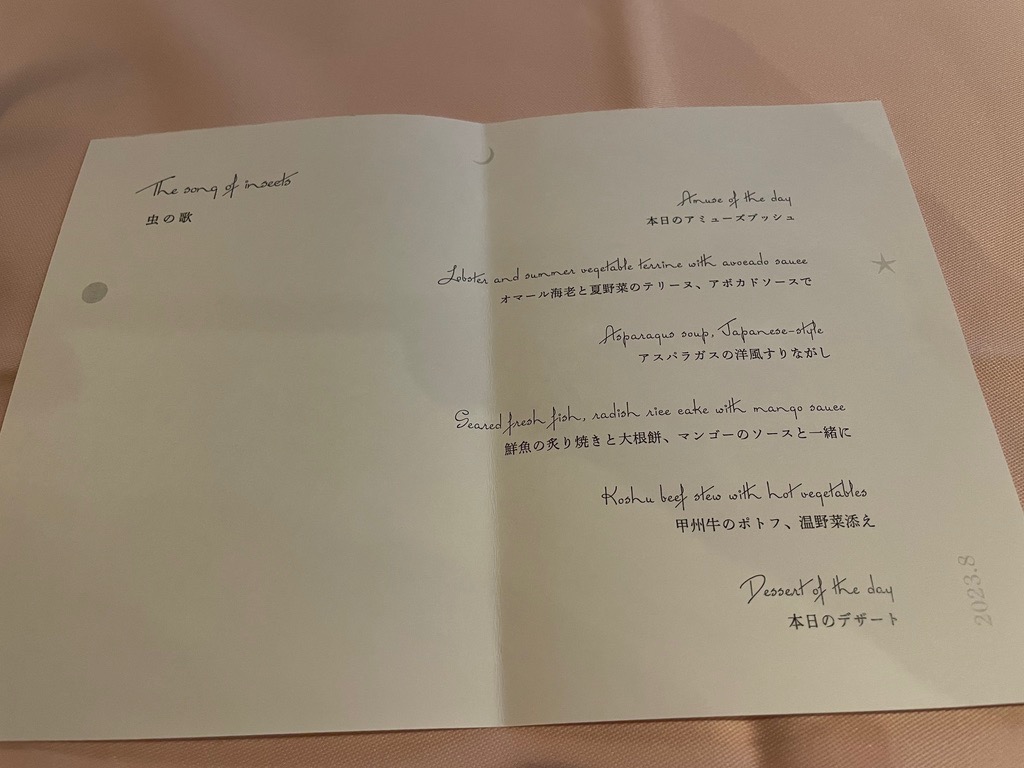 The song of insects
虫の歌
Amuse of the day
本日のアミューズブッシュ
Lobster and summer vegetable terrine with avocado sauce
オマール海老と夏野菜のテリーヌ、アボカドソースで
Asparagus soup, Japanese-style
アスパラガスの洋風すりながし
Seared fresh fish, radish rice cake with mango sauce
鮮魚の炙り焼きと大根餅、マンゴーのソースと一緒に
Koshu beef stew with hot vegetables
甲州牛のポトフ、温野菜添え
Dessert of the day
本日のデザート
2023.8